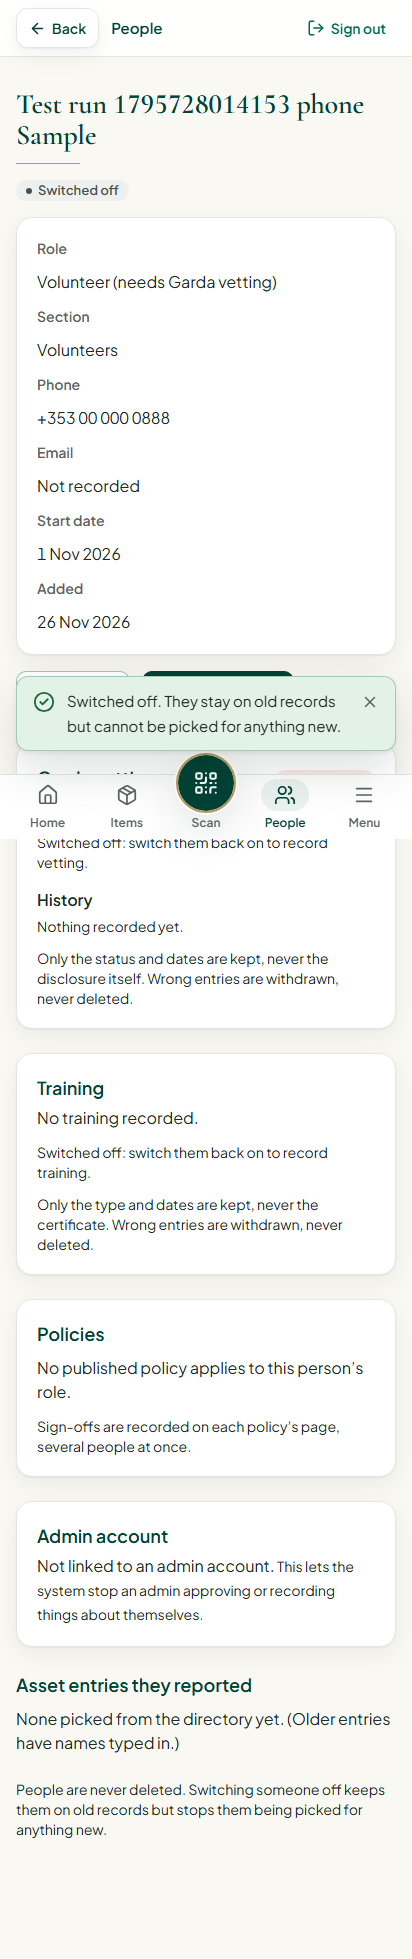 Back
People
Sign out
Test run 1795728014153 phone
Sample
Switched off
Role
Volunteer (needs Garda vetting)
Section
Volunteers
Phone
+353 00 000 0888
Email
Not recorded
Start date
1 Nov 2026
Added
26 Nov 2026
Switched off. They stay on old records
but cannot be picked for anything new.
Home
Items
Scan
People
Menu
Switched off: switch them back on to record
vetting.
History
Nothing recorded yet.
Only the status and dates are kept, never the
disclosure itself. Wrong entries are withdrawn,
never deleted.
Training
No training recorded.
Switched off: switch them back on to record
training.
Only the type and dates are kept, never the
certificate. Wrong entries are withdrawn, never
deleted.
Policies
No published policy applies to this person’s
role.
Sign-offs are recorded on each policy’s page,
several people at once.
Admin account
Not linked to an admin account. This lets the
system stop an admin approving or recording
things about themselves.
Asset entries they reported
None picked from the directory yet. (Older entries
have names typed in.)
People are never deleted. Switching someone off keeps
them on old records but stops them being picked for
anything new.